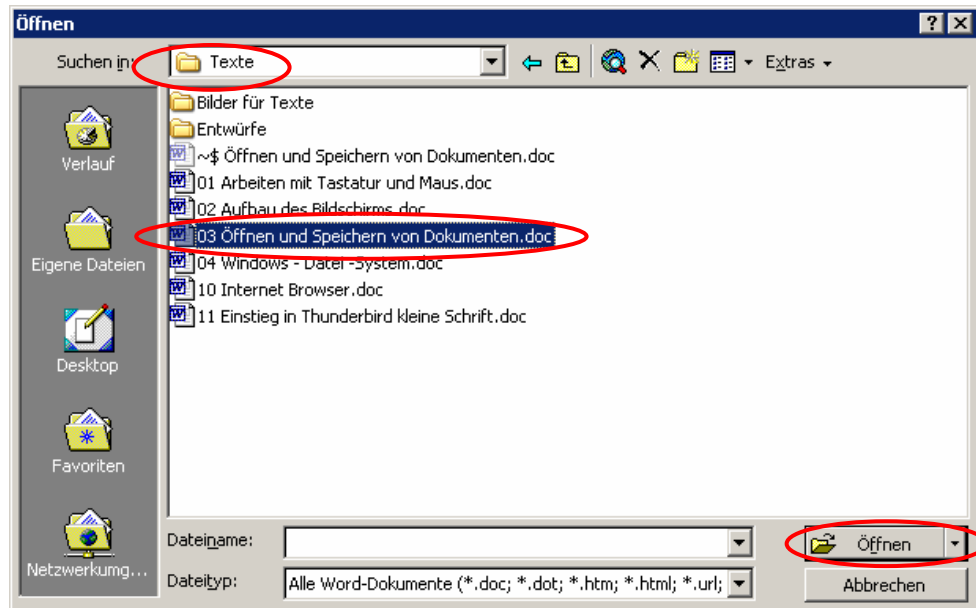 Öffnen
Suchen in: Texte Extras
Bilder für Texte
Entwürfe
~$ Öffnen und Speichern von Dokumenten.doc
01 Arbeiten mit Tastatur und Maus.doc
02 Aufbau des Bildschirms.doc
03 Öffnen und Speichern von Dokumenten.doc
04 Windows - Datei -System.doc
10 Internet Browser.doc
11 Einstieg in Thunderbird kleine Schrift.doc
Verlauf
Eigene Dateien
Desktop
Favoriten
Netzwerkumg...
Dateiname:
Öffnen
Dateityp: Alle Word-Dokumente (*.doc; *.dot; *.htm; *.html; *.url;
Abbrechen